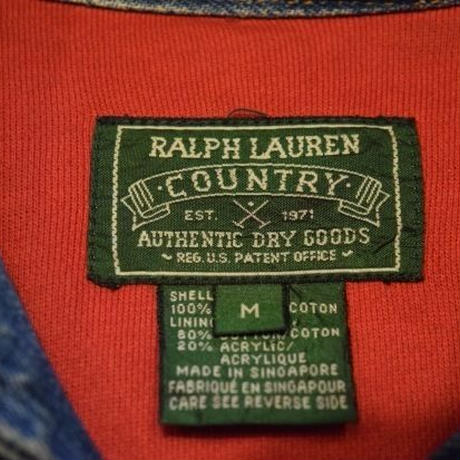 RALPH LAUREN
COUNTRY
EST. 1971
AUTHENTIC DRY GOODS
~ REG. U.S. PATENT OFFICE ~
M
SHELL
100% COTON
LINING
80% COTTON/COTON
20% ACRYLIC/
ACRYLIQUE
MADE IN SINGAPORE
FABRIQUÉ EN SINGAPOUR
CARE SEE REVERSE SIDE